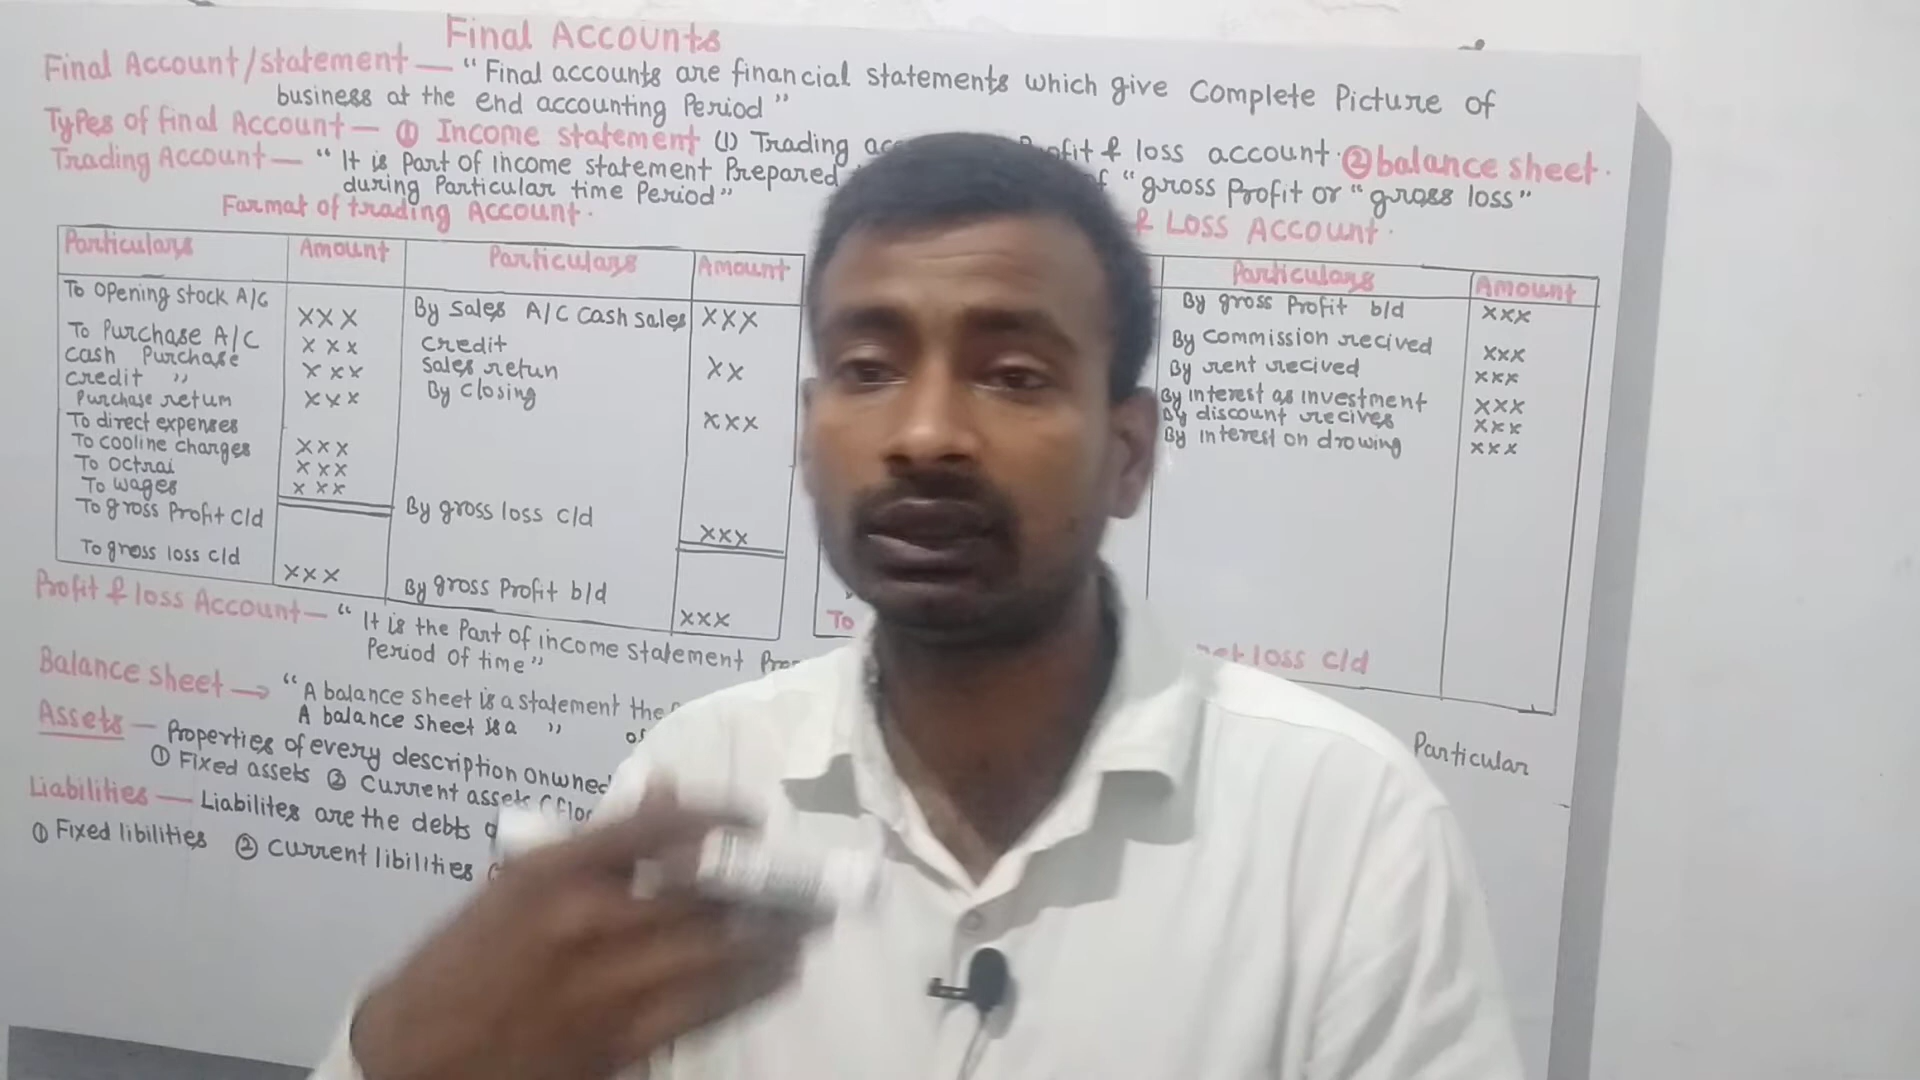 Final Accounts
Final Account/statement — "Final accounts are financial statements which give Complete Picture of
business at the end accounting Period"
Types of final Account — ① Income statement (1) Trading & loss account. ② balance sheet.
Trading Account — "It is Part of income statement Prepared "gross Profit or "gross loss"
during Particular time Period"
Farmat of trading Account.
& Loss Account.
Particulars Amount Particulars Amount
To Opening stock A/C xxx By Sales A/C Cash sales xxx
To Purchase A/C xxx credit
Cash Purchase xxx Sales retun xx
credit " xxx By closing xxx
Purchase retum
To direct expenses
To cooline charges xxx
To Octrai xxx
To wages xxx
To gross Profit c/d By gross loss c/d xxx
To gross loss c/d xxx By gross Profit b/d xxx
Particulars Amount
By gross Profit b/d xxx
By Commission recived xxx
By rent recived xxx
By interest as investment xxx
By discount recives xxx
By interest on drowing xxx
To
loss c/d
Profit & loss Account — "It is the Part of income statement
Period of time"
Balance sheet → "A balance sheet is a statement the
A balance sheet is a "
Assets — Properties of every description onwned
① Fixed assets ② Current assets
Liabilities — Liabilites are the debts
① Fixed libilities ② Current libilities
Particular